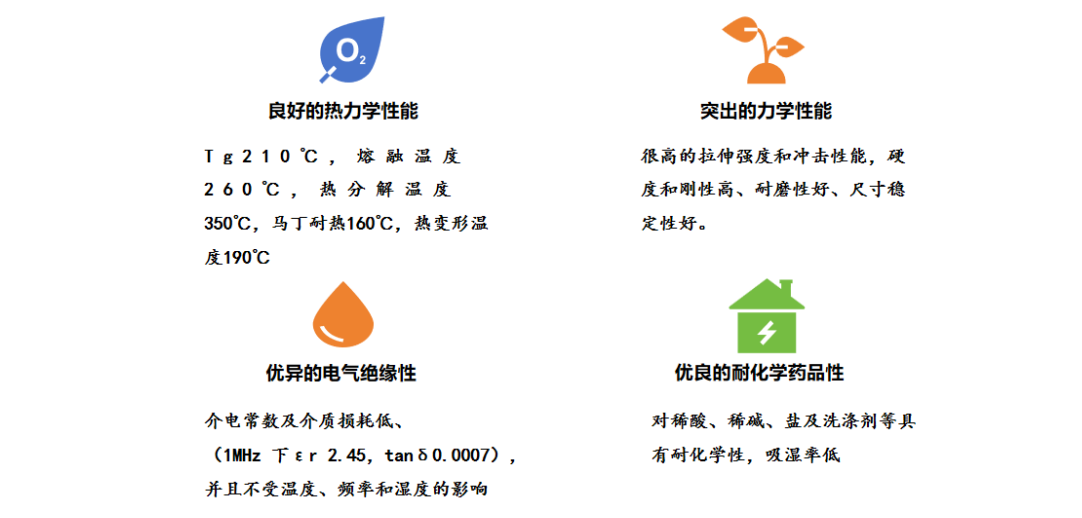 O2
良好的热力学性能
Tg210℃，熔融温度
260℃，热分解温度
350℃，马丁耐热160℃，热变形温
度190℃
突出的力学性能
很高的拉伸强度和冲击性能，硬
度和刚性高、耐磨性好、尺寸稳
定性好。
优异的电气绝缘性
介电常数及介质损耗低、
（1MHz 下εr 2.45，tanδ0.0007），
并且不受温度、频率和湿度的影响
优良的耐化学药品性
对稀酸、稀碱、盐及洗涤剂等具
有耐化学性，吸湿率低